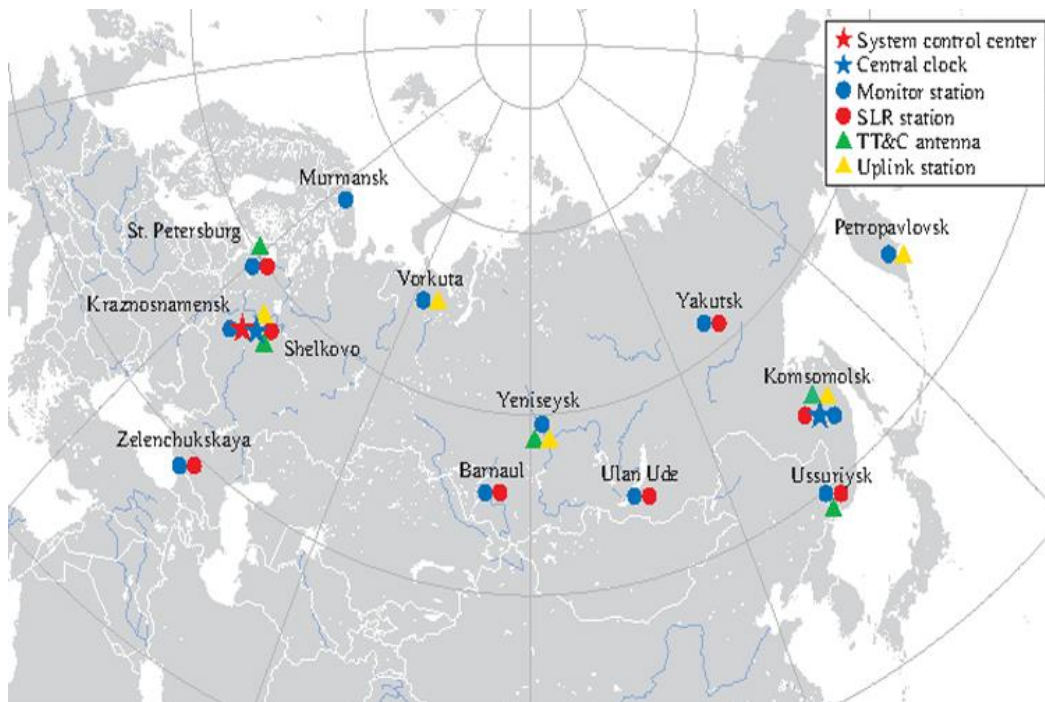 System control center
Central clock
Monitor station
SLR station
TT&C antenna
Uplink station
Murmansk
St. Petersburg
Petropavlovsk
Vorkuta
Kraznosnamensk
Yakutsk
Shelkovo
Komsomolsk
Yeniseysk
Zelenchukskaya
Barnaul
Ulan Ude
Ussuriysk